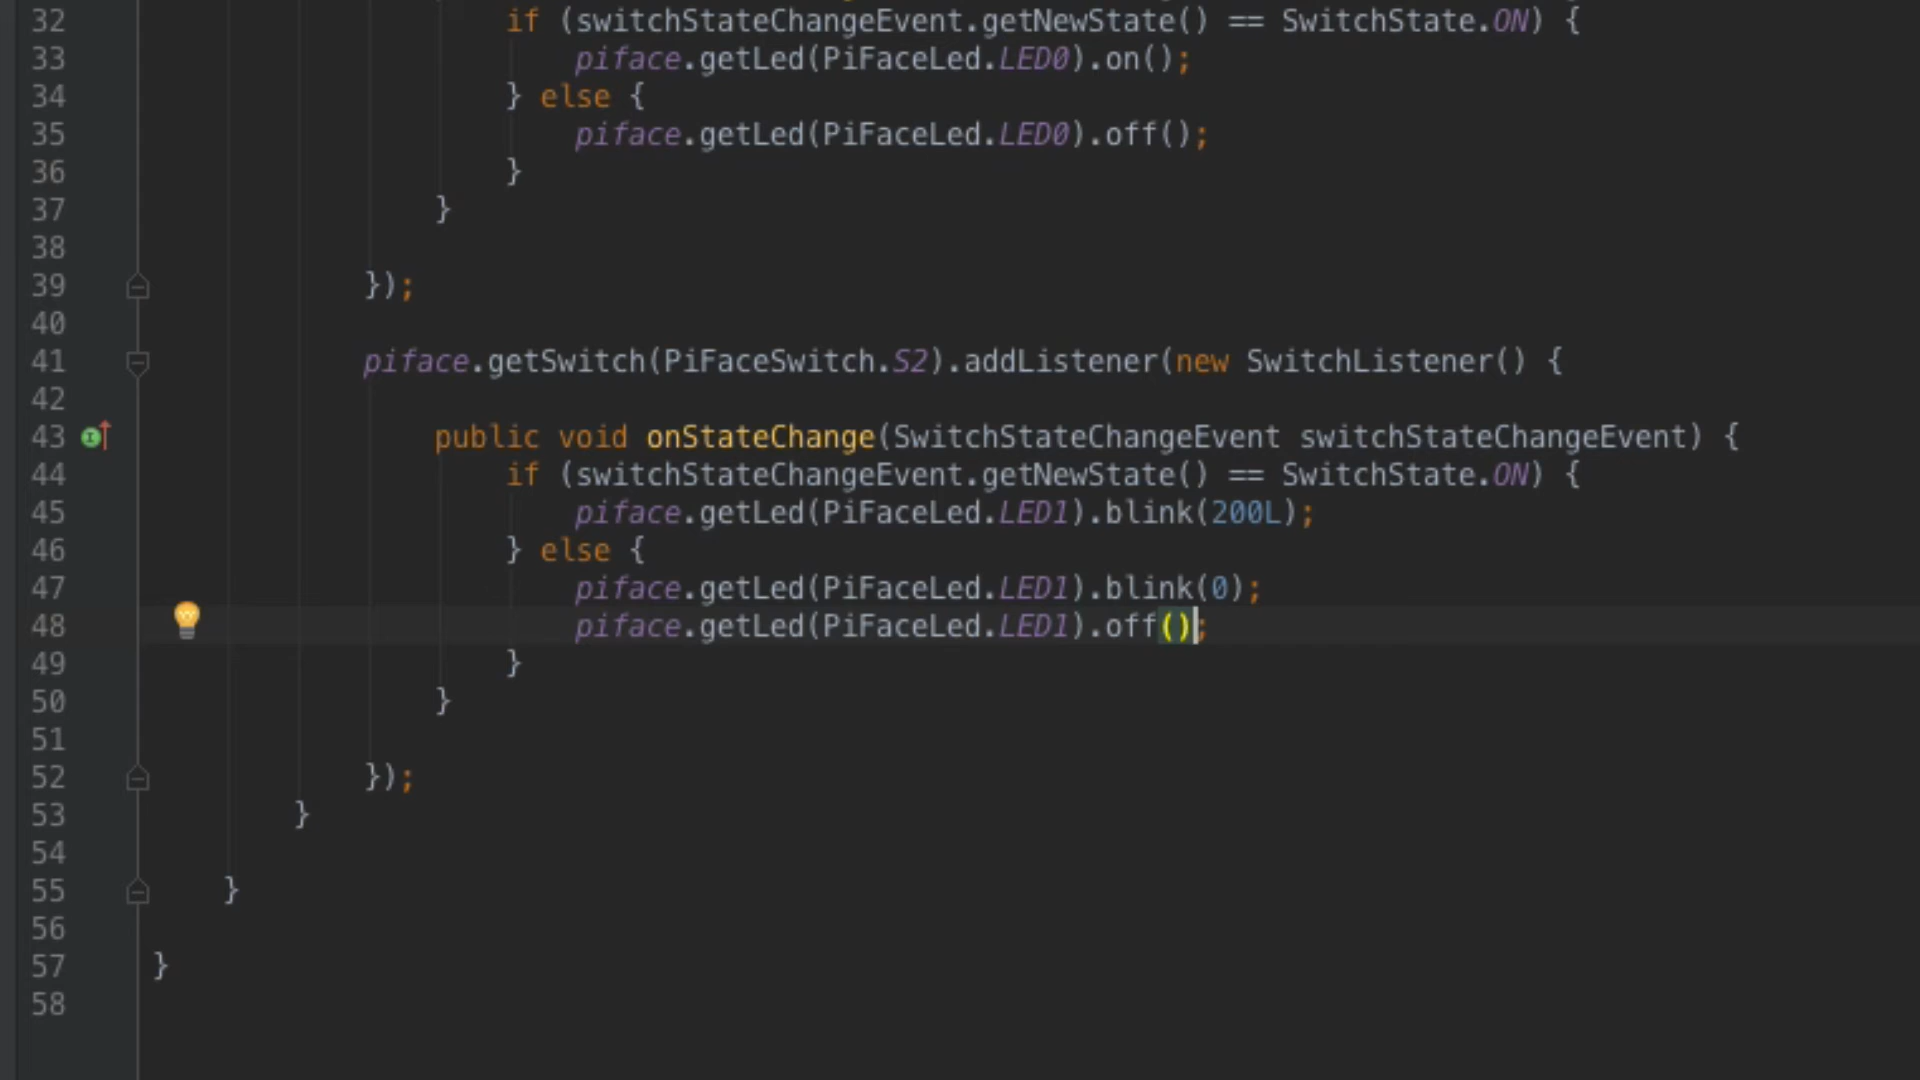 32 if (switchStateChangeEvent.getNewState() == SwitchState.ON) {
33 piface.getLed(PiFaceLed.LED0).on();
34 } else {
35 piface.getLed(PiFaceLed.LED0).off();
36 }
37 }
38
39 });
40
41 piface.getSwitch(PiFaceSwitch.S2).addListener(new SwitchListener() {
42
43 public void onStateChange(SwitchStateChangeEvent switchStateChangeEvent) {
44 if (switchStateChangeEvent.getNewState() == SwitchState.ON) {
45 piface.getLed(PiFaceLed.LED1).blink(200L);
46 } else {
47 piface.getLed(PiFaceLed.LED1).blink(0);
48 piface.getLed(PiFaceLed.LED1).off();
49 }
50 }
51
52 });
53 }
54
55 }
56
57 }
58